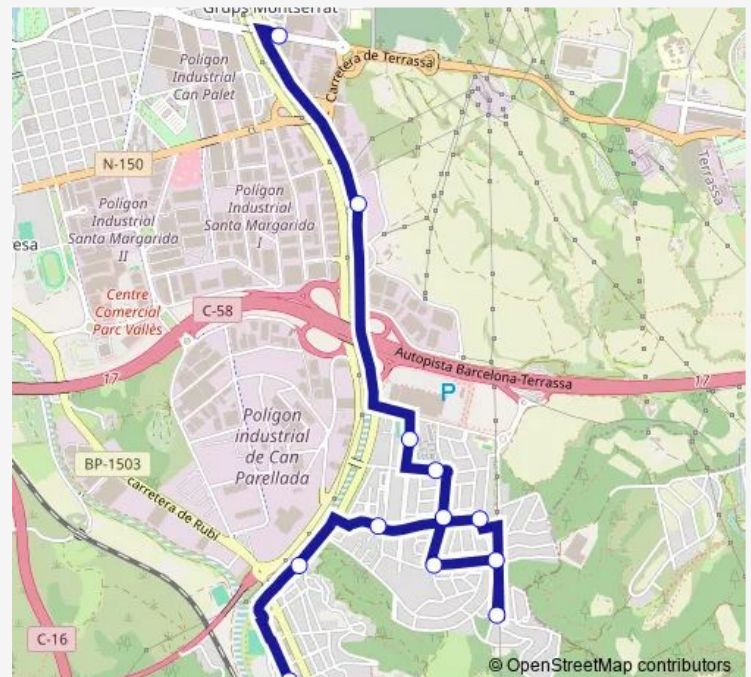 Grups Montserrat
Polígon
Industrial
Can Palet
Carretera de Terrassa
N-150
Polígon
Industrial
Santa Margarida
II
Polígon
Industrial
Santa Margarida
I
Terrassa
esa
Centre
Comercial
Parc Vallès
C-58
17
Autopista Barcelona-Terrassa
17
P
Polígon
industrial
de Can
Parellada
BP-1503
carretera de Rubí
C-16
© OpenStreetMap contributors